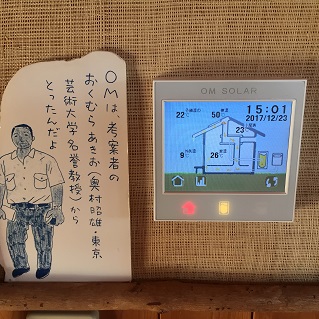 OMは、考案者の
おくむらあきお（奥村昭雄・東京
芸術大学名誉教授）から
とったんだよ
OM SOLAR
15:01
2017/12/23
22℃
50℃
23
9℃
26℃